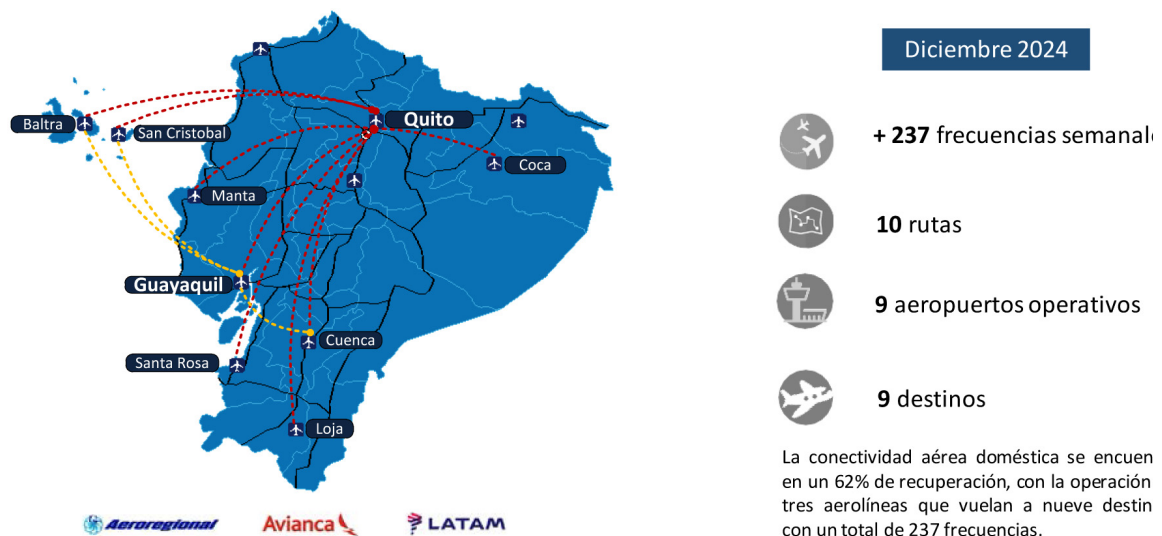 Diciembre 2024
Baltra
San Cristobal
Quito
Coca
Manta
Guayaquil
Cuenca
Santa Rosa
Loja
Aeroregional
Avianca
LATAM
+ 237 frecuencias semanale
10 rutas
9 aeropuertos operativos
9 destinos
La conectividad aérea doméstica se encuen
en un 62% de recuperación, con la operación
tres aerolíneas que vuelan a nueve destin
con un total de 237 frecuencias.